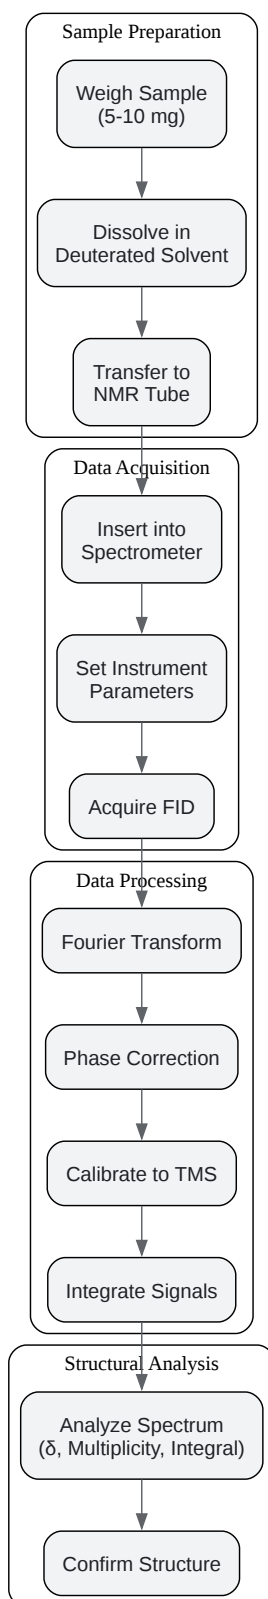 Sample Preparation
Weigh Sample
(5-10 mg)
Dissolve in
Deuterated Solvent
Transfer to
NMR Tube
Data Acquisition
Insert into
Spectrometer
Set Instrument
Parameters
Acquire FID
Data Processing
Fourier Transform
Phase Correction
Calibrate to TMS
Integrate Signals
Structural Analysis
Analyze Spectrum
(δ, Multiplicity, Integral)
Confirm Structure